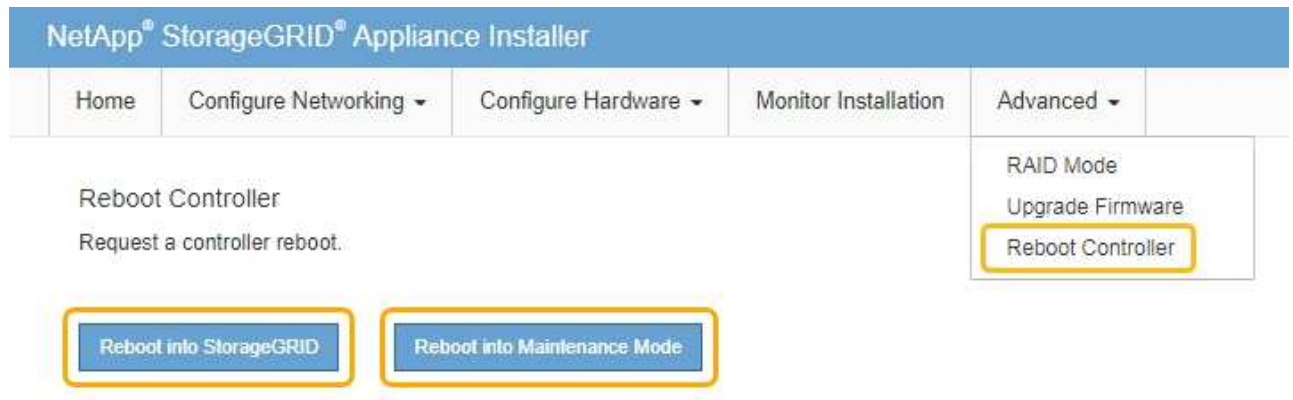 NetApp® StorageGRID® Appliance Installer
Home Configure Networking Configure Hardware Monitor Installation Advanced
RAID Mode
Upgrade Firmware
Reboot Controller
Reboot Controller
Request a controller reboot.
Reboot into StorageGRID Reboot into Maintenance Mode